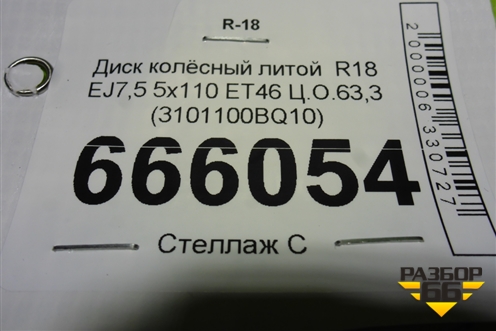 R-18
Диск колёсный литой R18
EJ7,5 5x110 ET46 Ц.О.63,3
(3101100BQ10)
666054
Стеллаж С
2000006330727
РАЗБОР
66